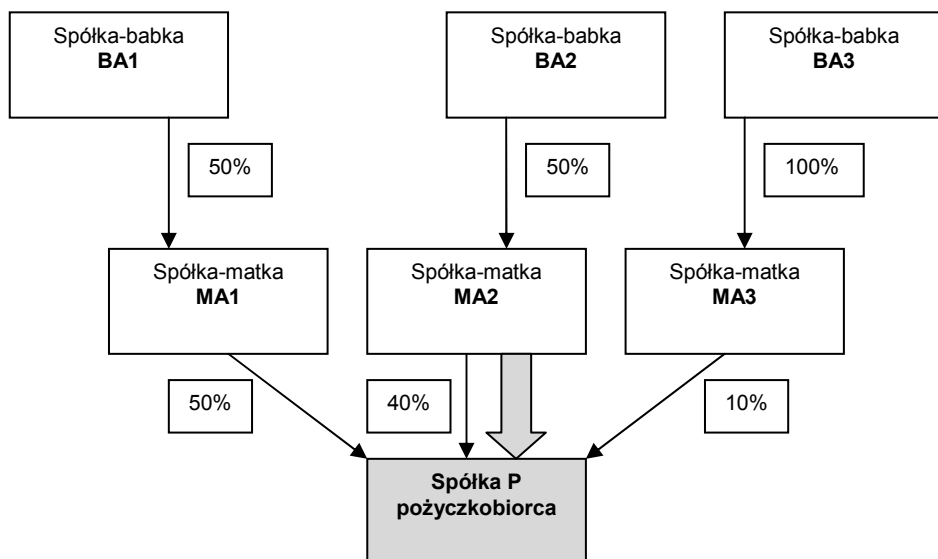 Spółka-babka
BA1
Spółka-babka
BA2
Spółka-babka
BA3
50%
50%
100%
Spółka-matka
MA1
Spółka-matka
MA2
Spółka-matka
MA3
50%
40%
10%
Spółka P
pożyczkobiorca